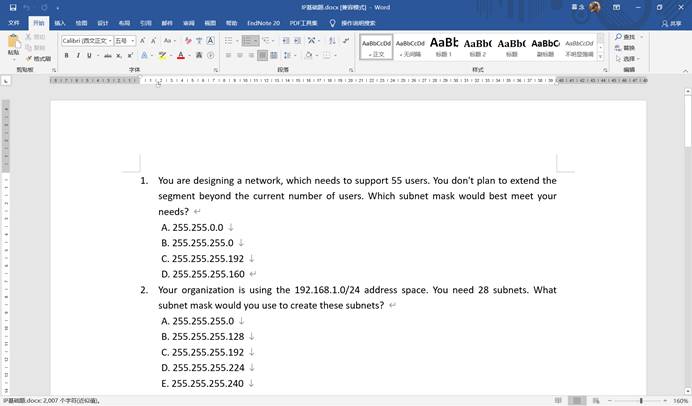 IP基础题.docx [兼容模式] - Word
文件 开始 插入 绘图 设计 布局 引用 邮件 审阅 视图 帮助 EndNote 20 PDF工具集 操作说明搜索 共享
剪切 复制 格式刷 粘贴
Calibri (西文正文) 五号
AaBbCcDd AaBbCcDd AaBb AaBbC AaBbC AaBbCc AaBbCcDd
正文 无间隔 标题 1 标题 2 标题 副标题 不明显强调
查找 替换 选择
剪贴板 字体 段落 样式 编辑
1. You are designing a network, which needs to support 55 users. You don't plan to extend the
segment beyond the current number of users. Which subnet mask would best meet your
needs?
A. 255.255.0.0
B. 255.255.255.0
C. 255.255.255.192
D. 255.255.255.160
2. Your organization is using the 192.168.1.0/24 address space. You need 28 subnets. What
subnet mask would you use to create these subnets?
A. 255.255.255.0
B. 255.255.255.128
C. 255.255.255.192
D. 255.255.255.224
E. 255.255.255.240
IP基础题.docx: 2,007 个字符(近似值)。 160%